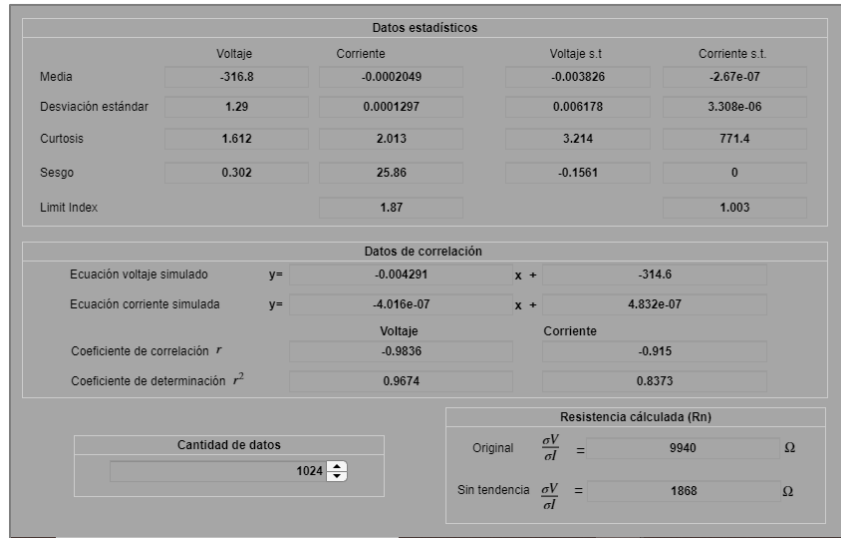 Datos estadísticos
Voltaje Corriente Voltaje s.t Corriente s.t.
Media -316.8 -0.0002049 -0.003826 -2.67e-07
Desviación estándar 1.29 0.0001297 0.006178 3.308e-06
Curtosis 1.612 2.013 3.214 771.4
Sesgo 0.302 25.86 -0.1561 0
Limit Index 1.87 1.003
Datos de correlación
Ecuación voltaje simulado y= -0.004291 x + -314.6
Ecuación corriente simulada y= -4.016e-07 x + 4.832e-07
Voltaje Corriente
Coeficiente de correlación r -0.9836 -0.915
Coeficiente de determinación r² 0.9674 0.8373
Cantidad de datos
1024
Resistencia cálculada (Rn)
Original σV/σI = 9940 Ω
Sin tendencia σV/σI = 1868 Ω